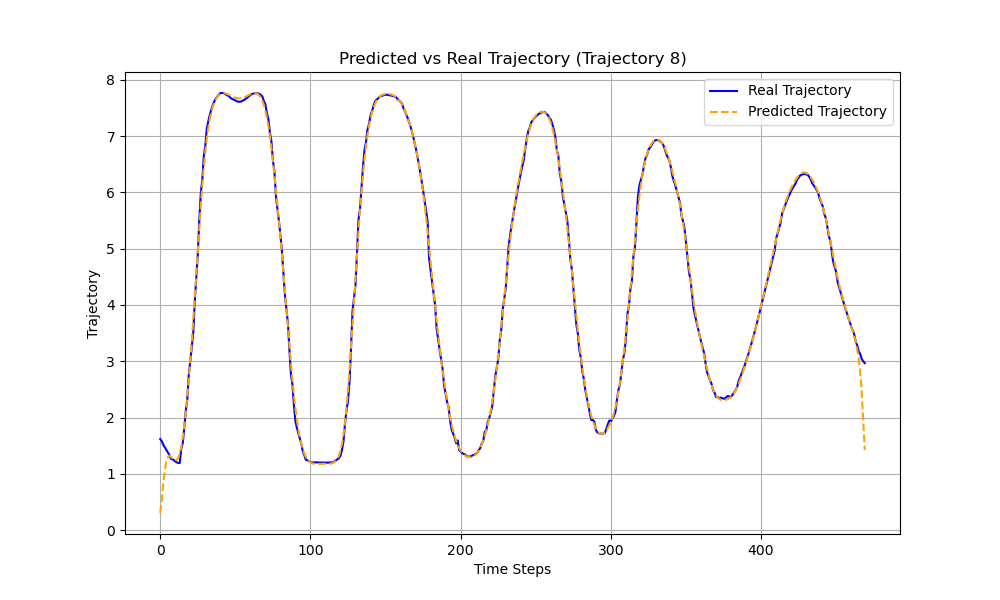 Predicted vs Real Trajectory (Trajectory 8)
Real Trajectory
Predicted Trajectory
Trajectory
8
7
6
5
4
3
2
1
0
0 100 200 300 400
Time Steps